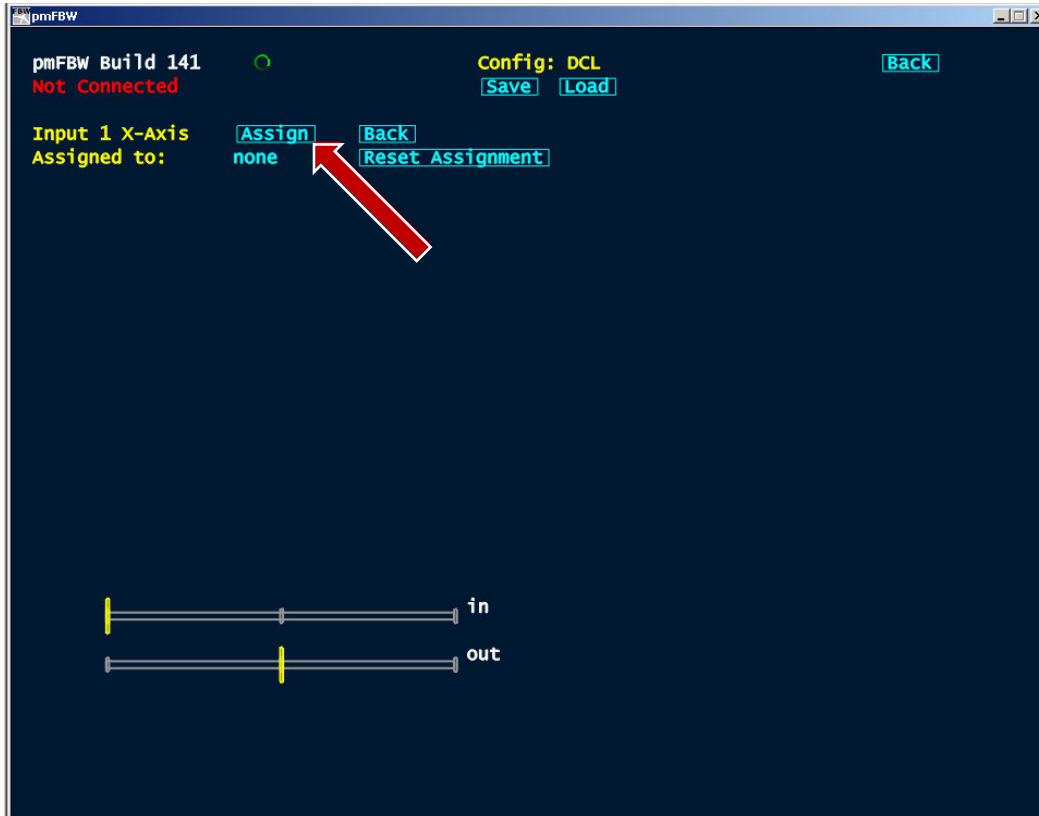 FBW pmFBW
pmFBW Build 141 Config: DCL Back
Not Connected Save Load
Input 1 X-Axis Assign Back
Assigned to: none Reset Assignment
in
out